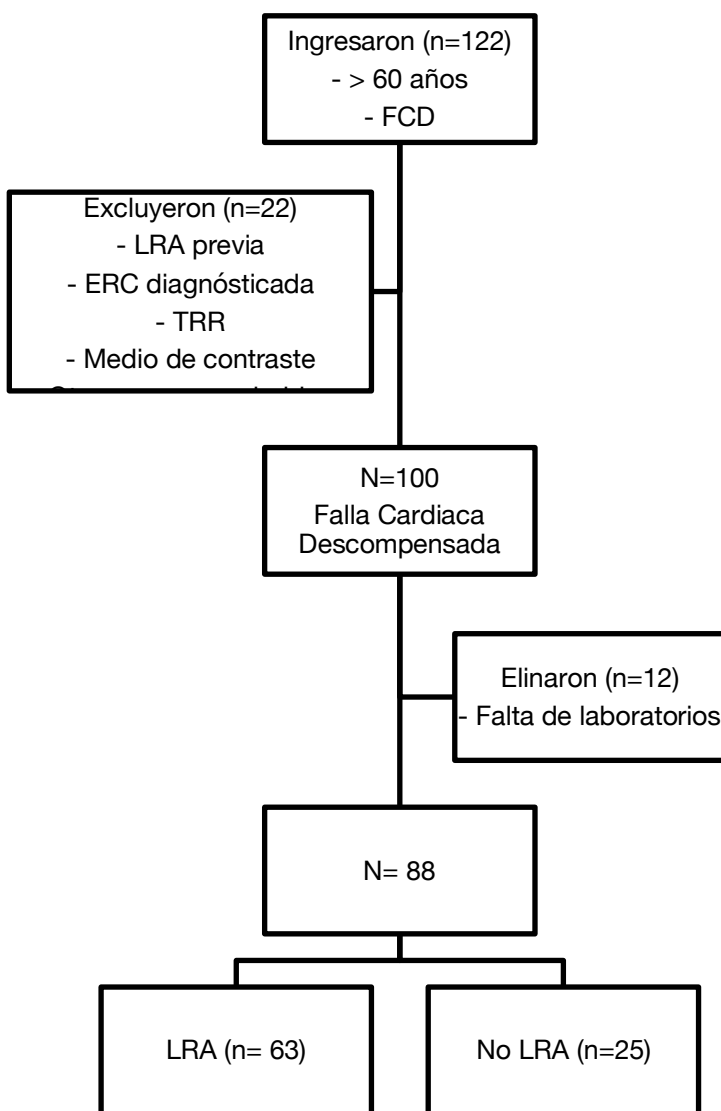 Ingresaron (n=122)
- > 60 años
- FCD
Excluyeron (n=22)
- LRA previa
- ERC diagnósticada
- TRR
- Medio de contraste
N=100
Falla Cardiaca
Descompensada
Elinaron (n=12)
- Falta de laboratorios
N= 88
LRA (n= 63)
No LRA (n=25)